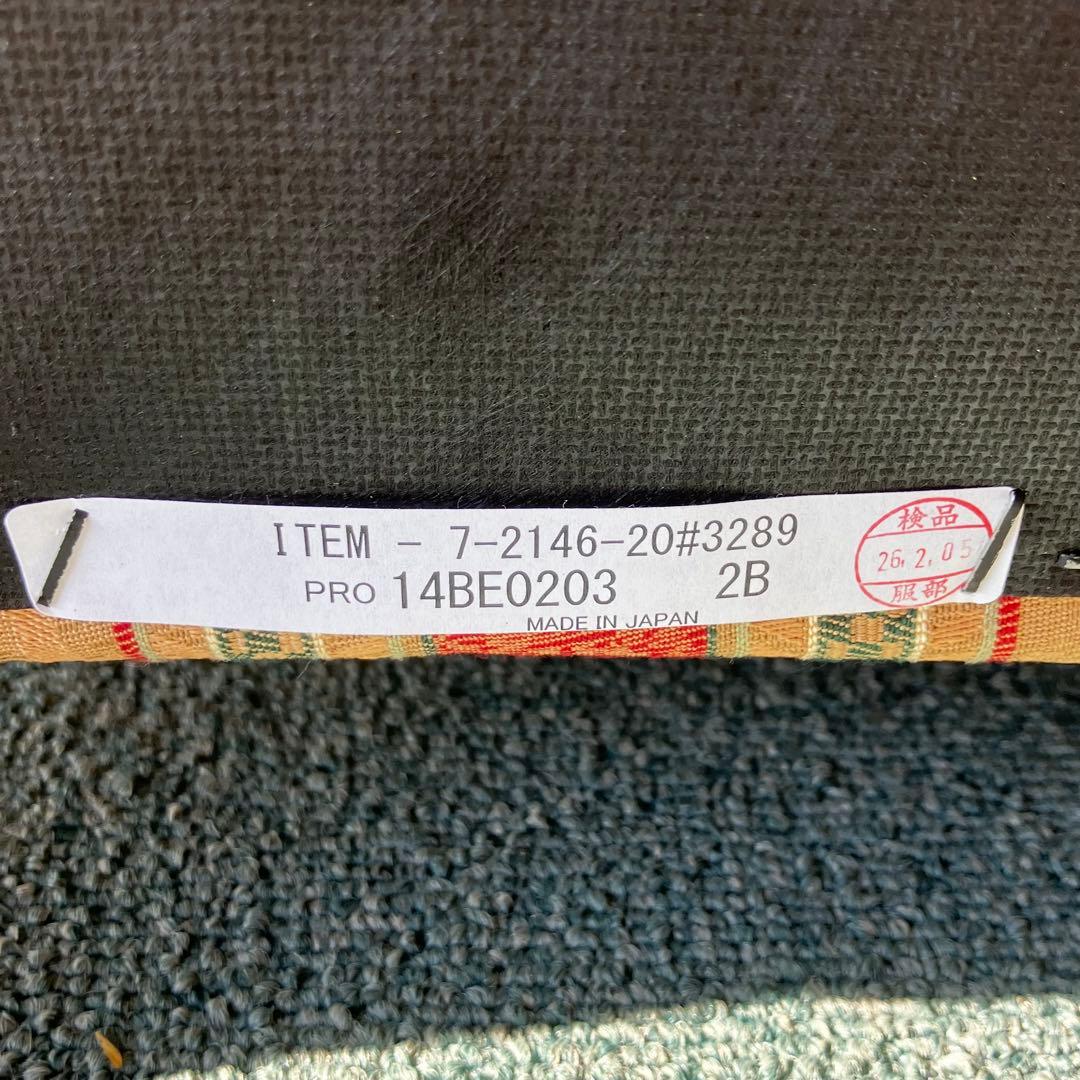 ITEM - 7-2146-20#3289
PRO 14BE0203 2B
MADE IN JAPAN
検品
26.2.05
服部